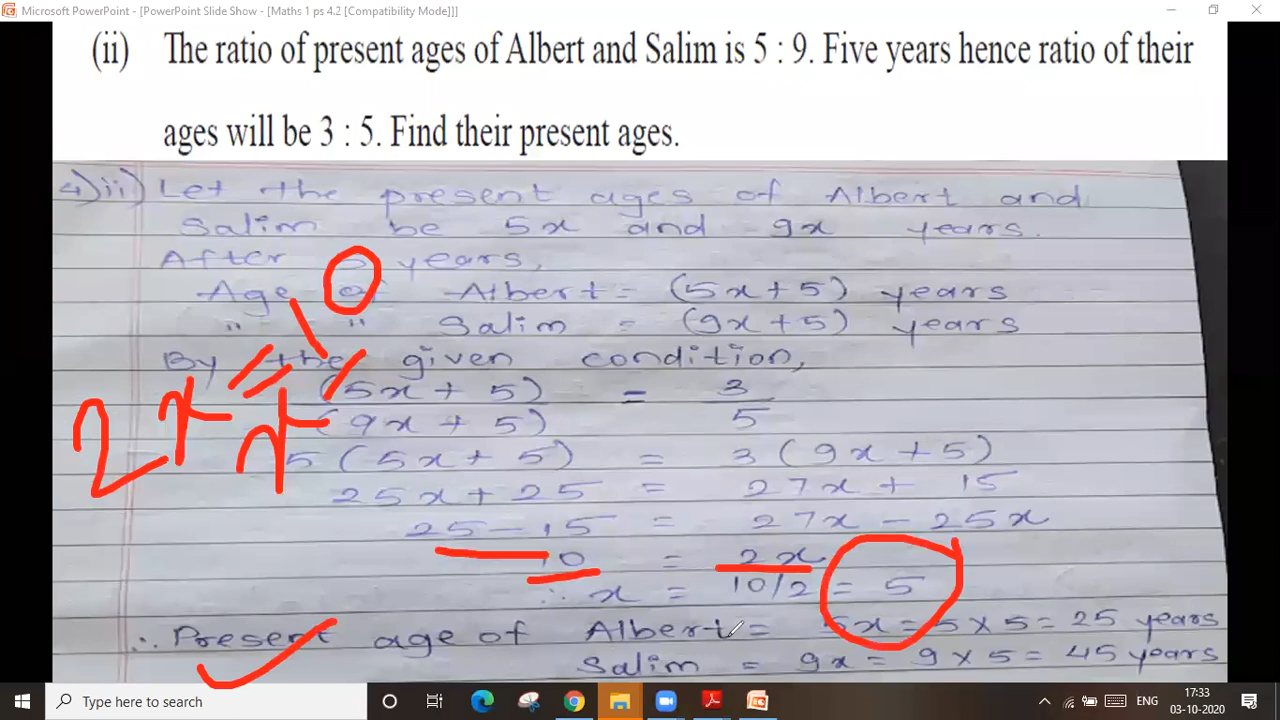 Microsoft PowerPoint - [PowerPoint Slide Show - [Maths 1 ps 4.2 [Compatibility Mode]]]
(ii) The ratio of present ages of Albert and Salim is 5 : 9. Five years hence ratio of their
ages will be 3 : 5. Find their present ages.
4)ii) Let the present ages of Albert and
Salim be 5x and 9x years.
After 5 years,
Age of Albert = (5x + 5) years
" " Salim = (9x + 5) years
By the given condition,
(5x + 5) = 3
(9x + 5) 5
5 (5x + 5) = 3 (9x + 5)
25x + 25 = 27x + 15
25 - 15 = 27x - 25x
10 = 2x
∴ x = 10/2 = 5
∴ Present age of Albert = 5x = 5 x 5 = 25 years
Salim = 9x = 9 x 5 = 45 years
2x
x
Type here to search
ENG
17:33
03-10-2020